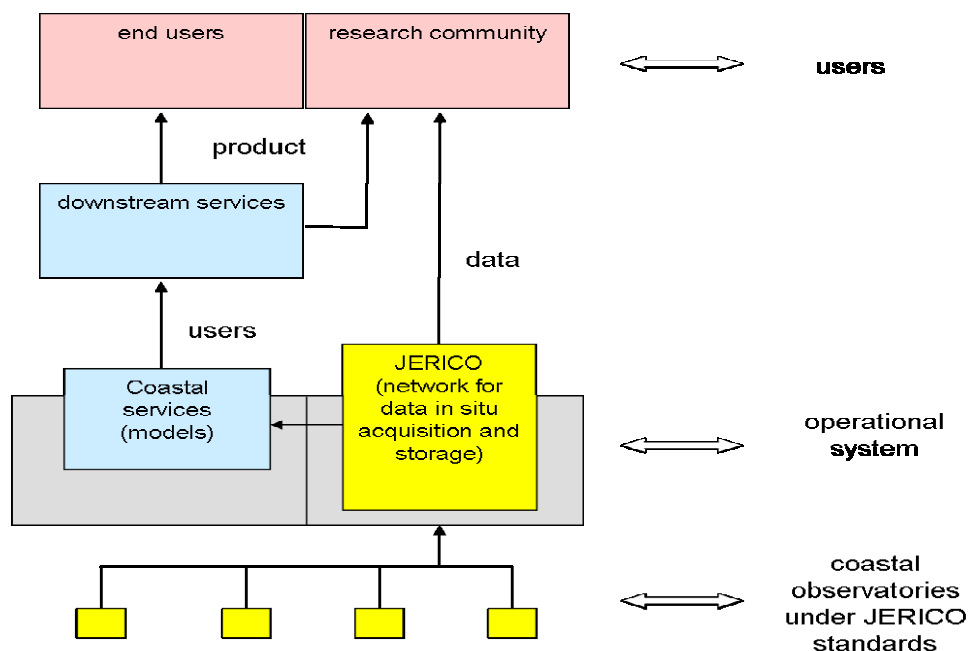 end users
research community
users
product
downstream services
data
users
JERICO
(network for
data in situ
acquisition and
storage)
Coastal
services
(models)
operational
system
coastal
observatories
under JERICO
standards